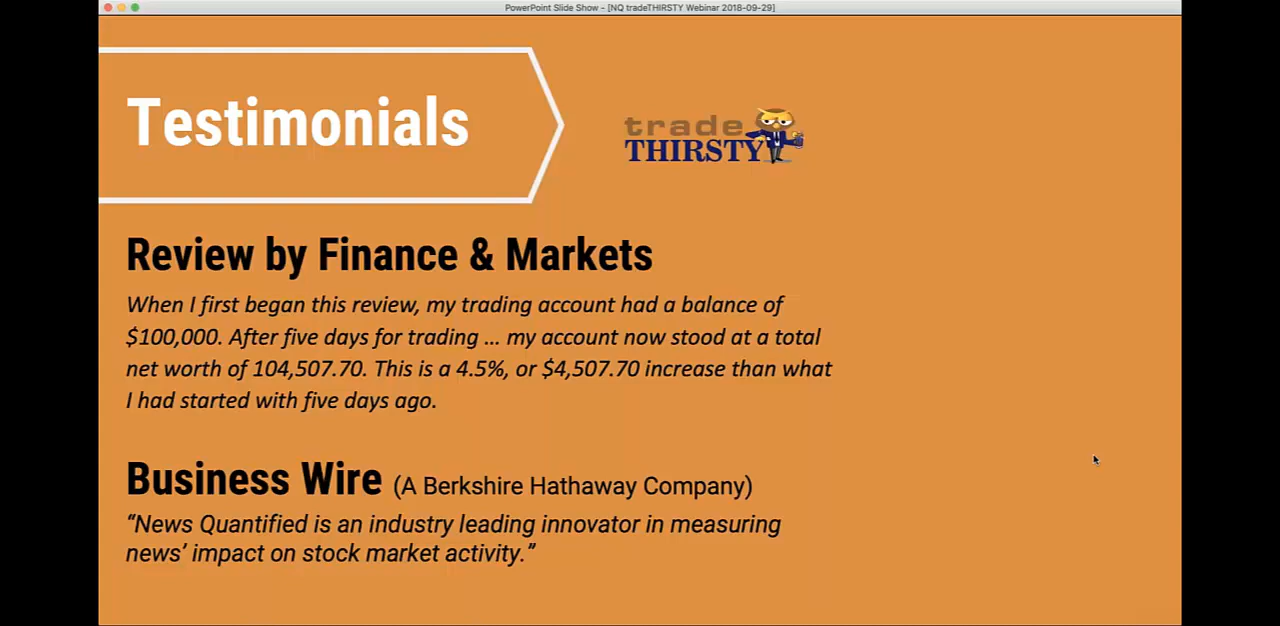 PowerPoint Slide Show - [NQ tradeTHIRSTY Webinar 2018-09-29]
Testimonials
trade
THIRSTY
Review by Finance & Markets
When I first began this review, my trading account had a balance of
$100,000. After five days for trading ... my account now stood at a total
net worth of 104,507.70. This is a 4.5%, or $4,507.70 increase than what
I had started with five days ago.
Business Wire (A Berkshire Hathaway Company)
“News Quantified is an industry leading innovator in measuring
news’ impact on stock market activity.”